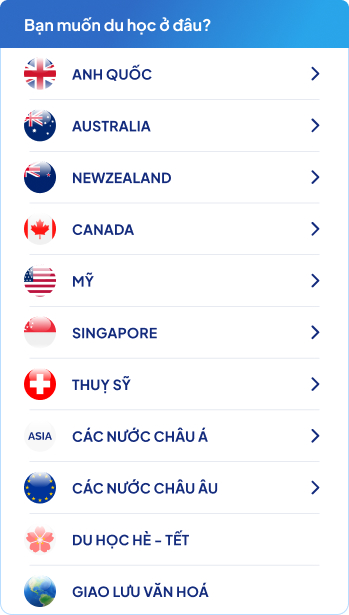 Bạn muốn du học ở đâu?
ANH QUỐC
AUSTRALIA
NEWZEALAND
CANADA
MỸ
SINGAPORE
THUỴ SỸ
ASIA CÁC NƯỚC CHÂU Á
CÁC NƯỚC CHÂU ÂU
DU HỌC HÈ - TẾT
GIAO LƯU VĂN HOÁ